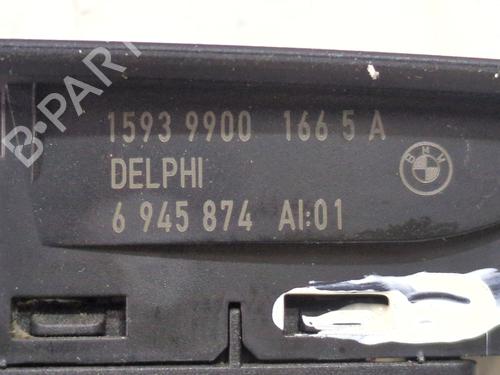 B-PARTS
1593 9900 166 5 A
BMW
DELPHI
6 945 874 AI:01